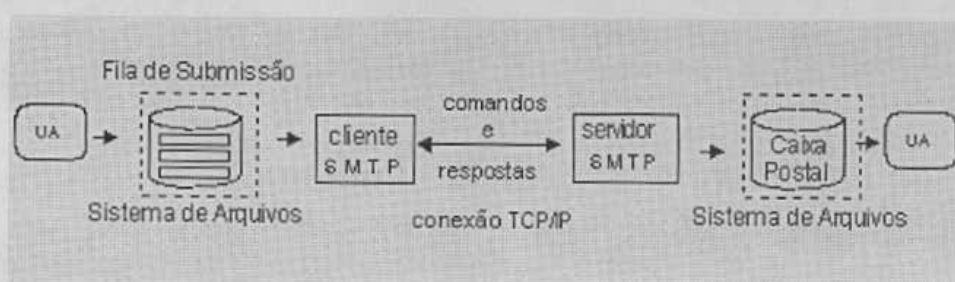 Fila de Submissão
UA
cliente
SMTP
comandos
e
respostas
servidor
SMTP
Caixa
Postal
UA
Sistema de Arquivos
conexão TCP/IP
Sistema de Arquivos